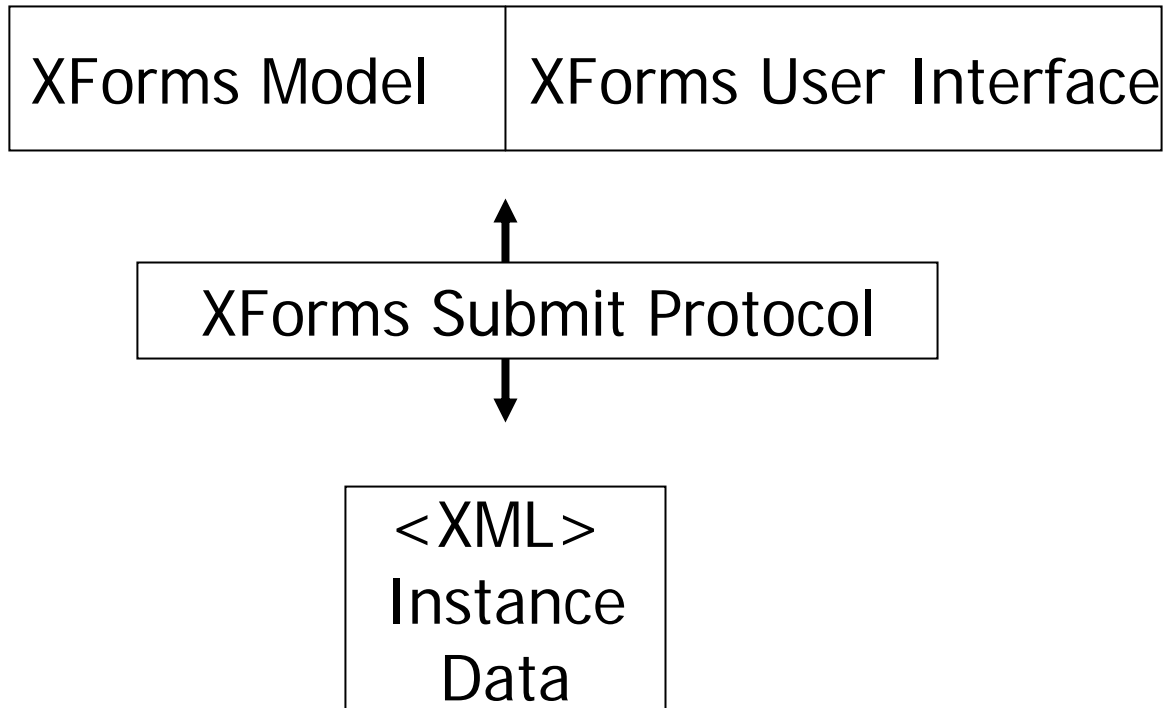 XForms Model
XForms User Interface
XForms Submit Protocol
<XML>
Instance
Data